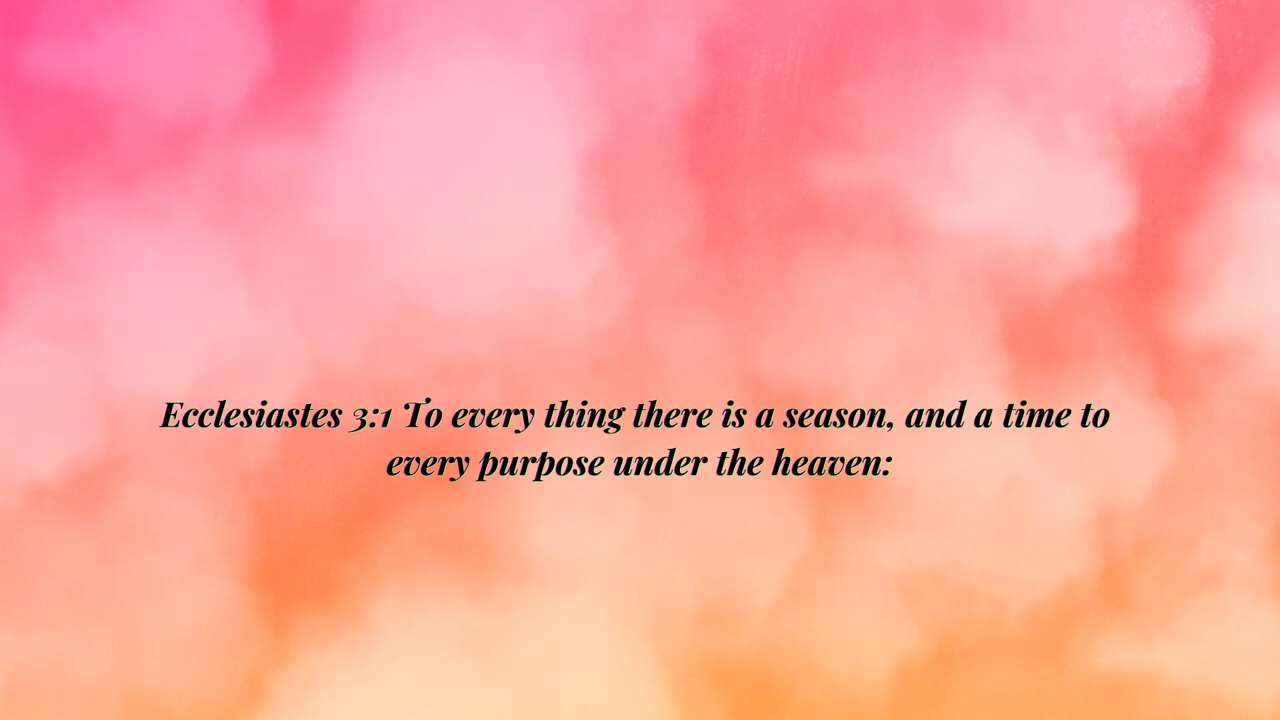 Ecclesiastes 3:1 To every thing there is a season, and a time to
every purpose under the heaven: